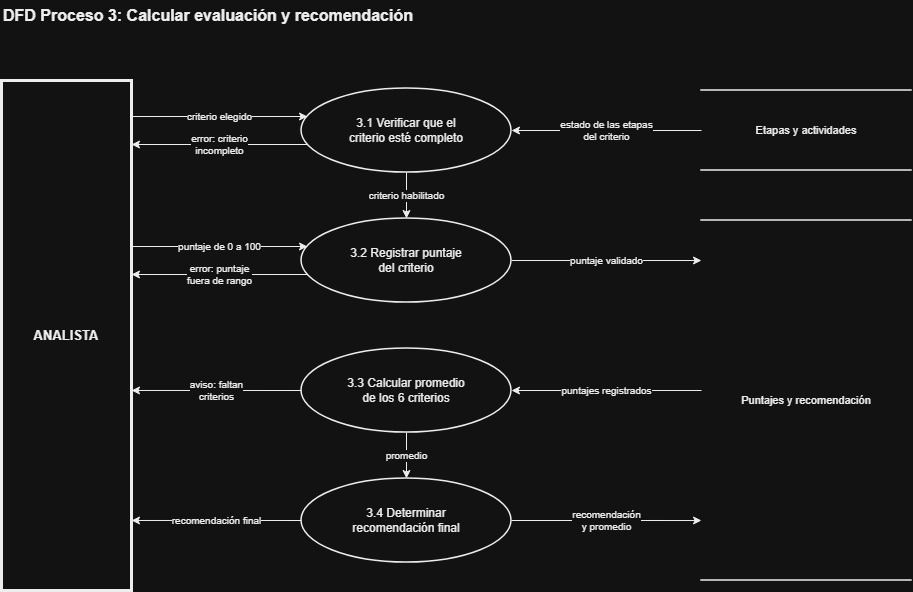 DFD Proceso 3: Calcular evaluación y recomendación
criterio elegido
3.1 Verificar que el
criterio esté completo
estado de las etapas
del criterio
Etapas y actividades
error: criterio
incompleto
criterio habilitado
puntaje de 0 a 100
3.2 Registrar puntaje
del criterio
puntaje validado
error: puntaje
fuera de rango
ANALISTA
aviso: faltan
criterios
3.3 Calcular promedio
de los 6 criterios
puntajes registrados
Puntajes y recomendación
promedio
recomendación final
3.4 Determinar
recomendación final
recomendación
y promedio